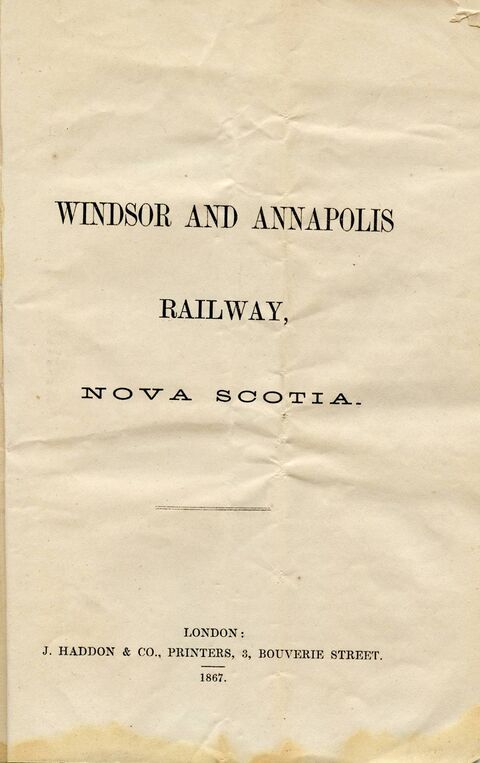 WINDSOR AND ANNAPOLIS
RAILWAY,
NOVA SCOTIA.
LONDON:
J. HADDON & CO., PRINTERS, 3, BOUVERIE STREET.
1867.